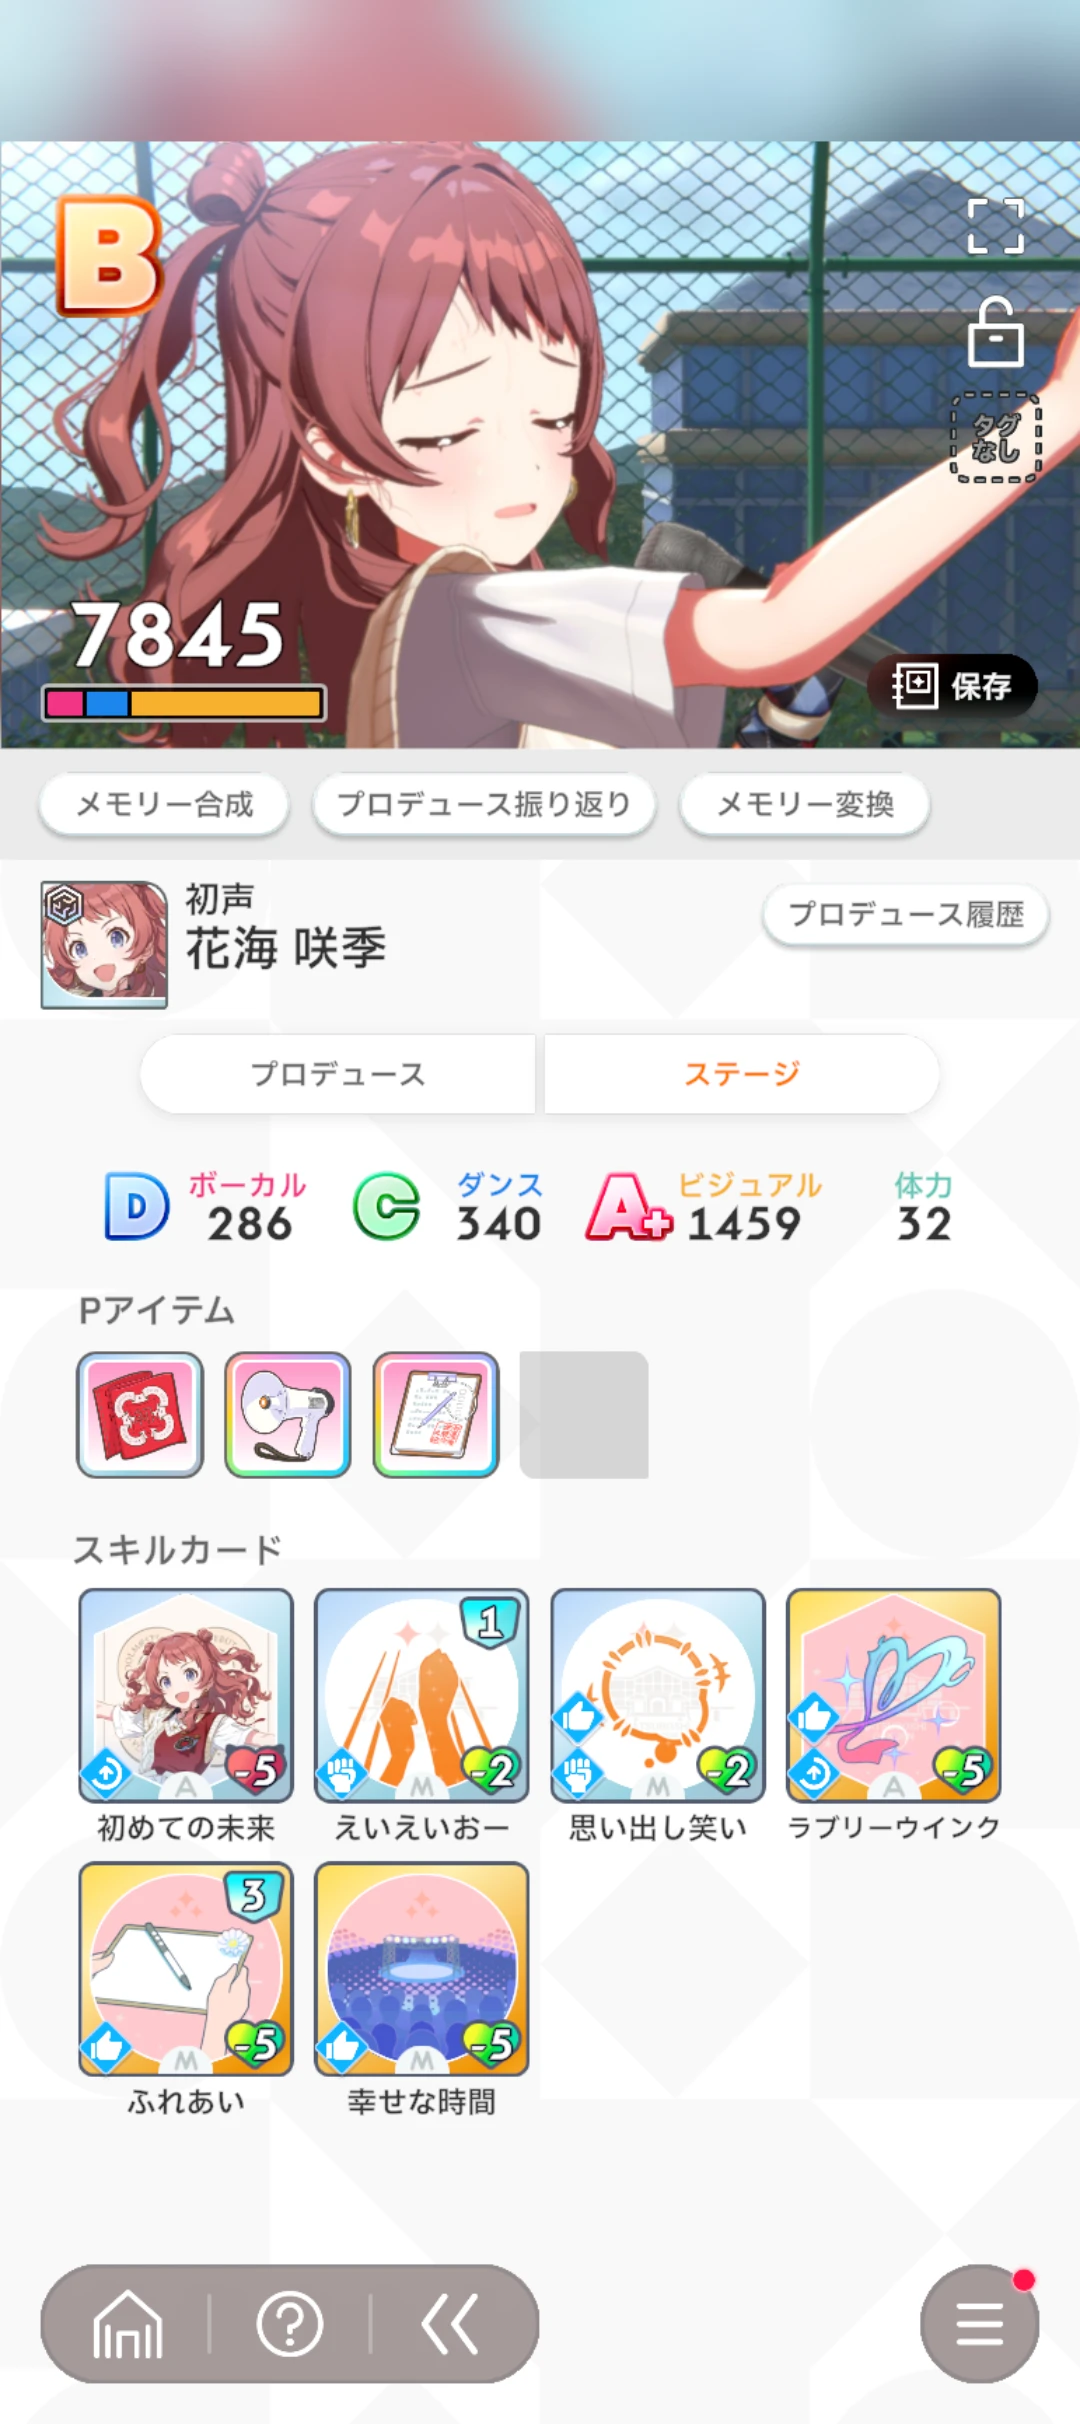 B
タグ
なし
7845
保存
メモリー合成
プロデュース振り返り
メモリー変換
初声
花海 咲季
プロデュース履歴
プロデュース
ステージ
D ボーカル 286
C ダンス 340
A+ ビジュアル 1459
体力 32
Pアイテム
スキルカード
A -5
1 M -2
M -2
A -5
初めての未来
えいえいおー
思い出し笑い
ラブリーウインク
3 M -5
M -5
ふれあい
幸せな時間